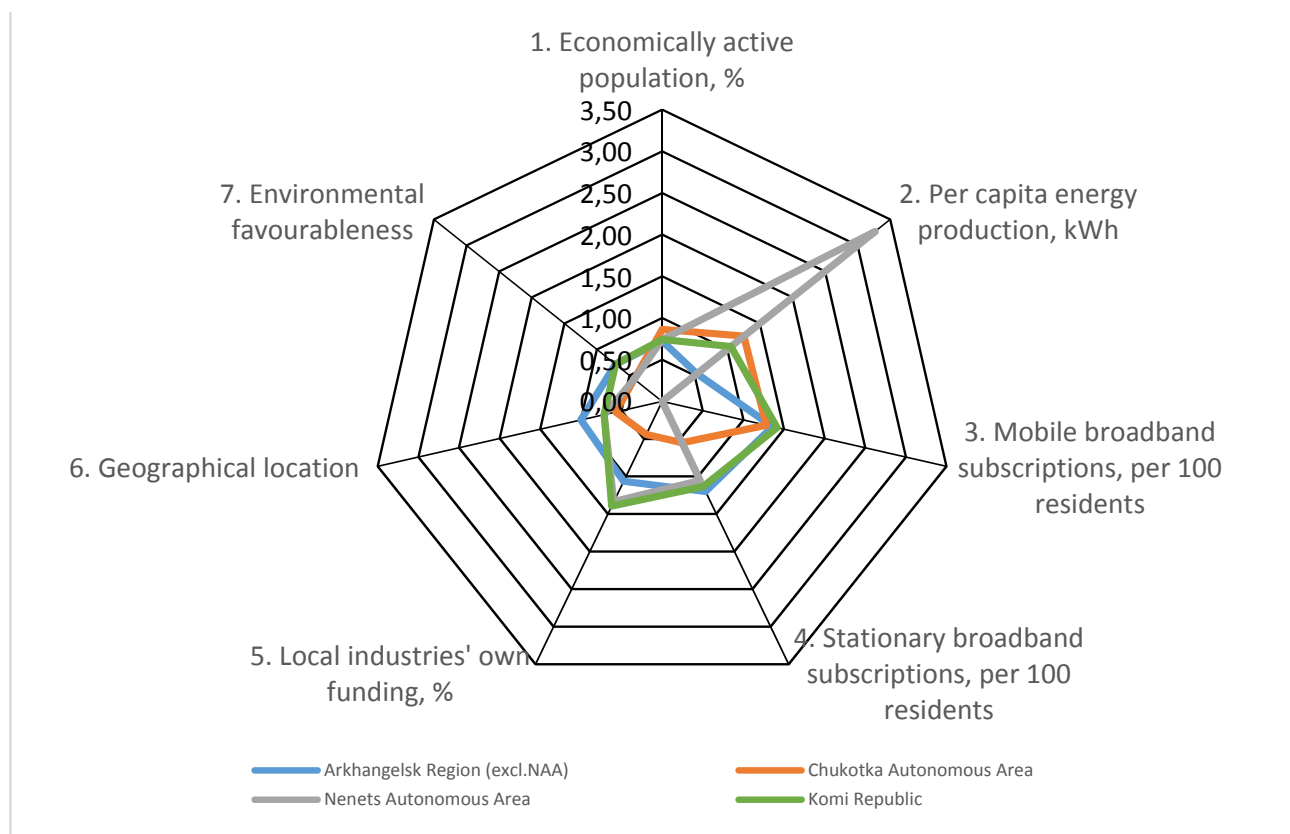 1. Economically active
population, %
3,50
3,00
2,50
2,00
1,50
1,00
0,50
0,00
7. Environmental
favourableness
2. Per capita energy
production, kWh
6. Geographical location
3. Mobile broadband
subscriptions, per 100
residents
5. Local industries' own
funding, %
4. Stationary broadband
subscriptions, per 100
residents
Arkhangelsk Region (excl.NAA)
Chukotka Autonomous Area
Nenets Autonomous Area
Komi Republic